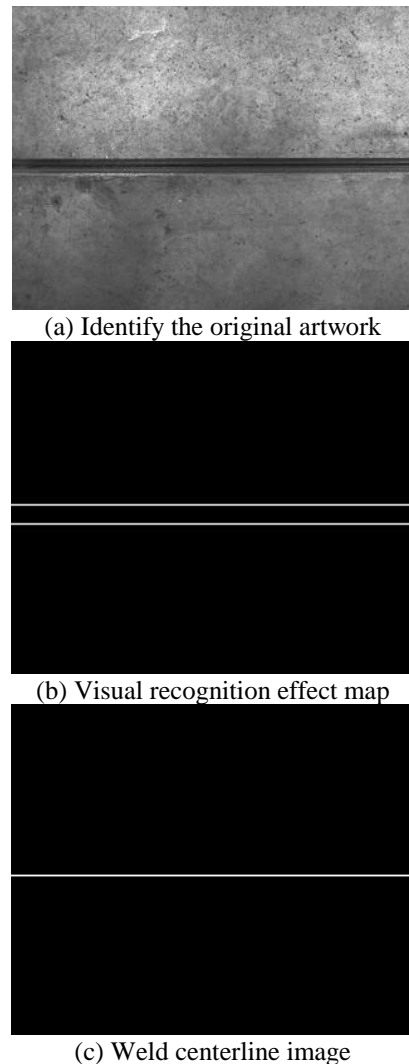 (a) Identify the original artwork
(b) Visual recognition effect map
(c) Weld centerline image